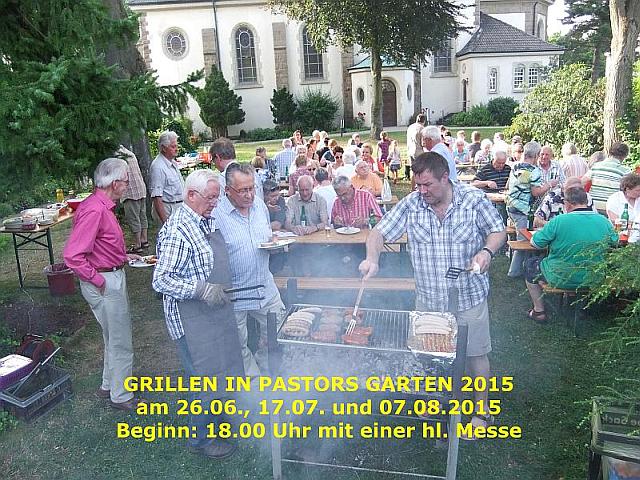 GRILLEN IN PASTORS GARTEN 2015
am 26.06., 17.07. und 07.08.2015
Beginn: 18.00 Uhr mit einer hl. Messe